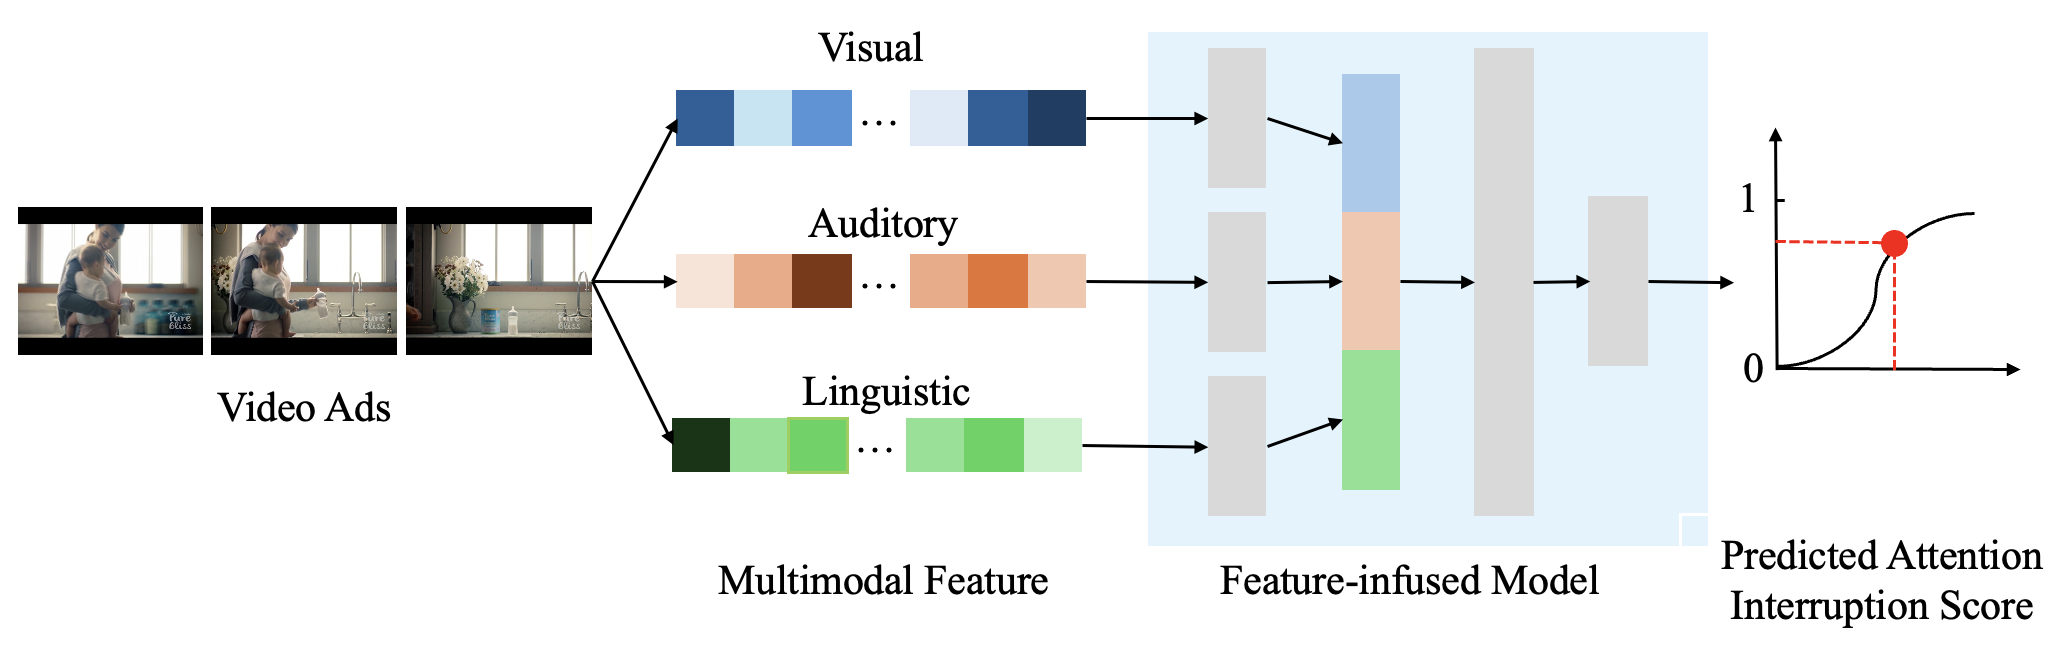 Visual
Auditory
Linguistic
Video Ads
Pure
Bliss
Pure
Bliss
Pure
Bliss
Multimodal Feature
Feature-infused Model
1
0
Predicted Attention
Interruption Score